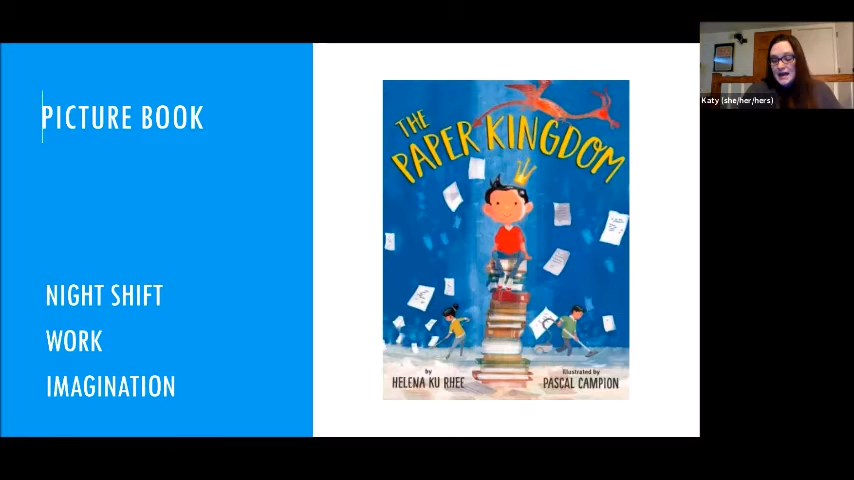 PICTURE BOOK
NIGHT SHIFT
WORK
IMAGINATION
THE
PAPER KINGDOM
by
HELENA KU RHEE
Illustrated by
PASCAL CAMPION
Katy (she/her/hers)